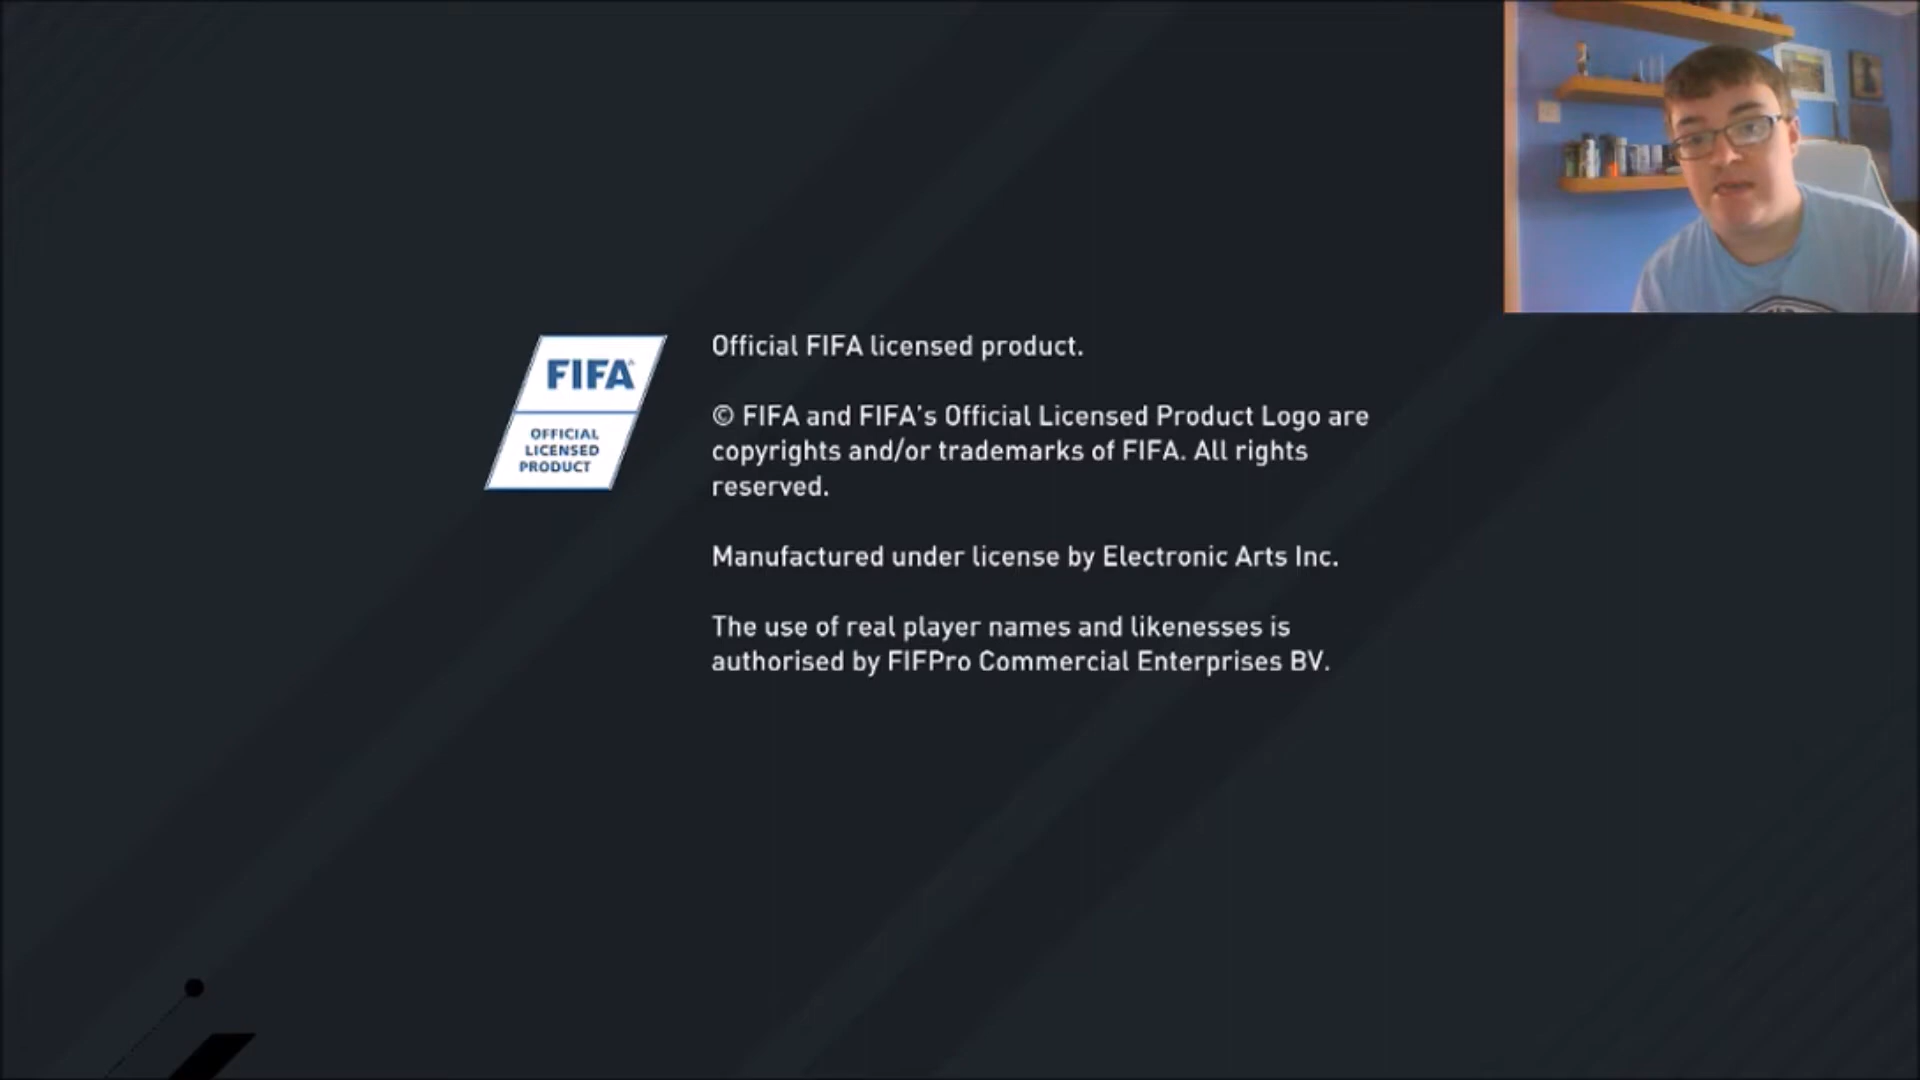 FIFA
OFFICIAL
LICENSED
PRODUCT
Official FIFA licensed product.
© FIFA and FIFA's Official Licensed Product Logo are
copyrights and/or trademarks of FIFA. All rights
reserved.
Manufactured under license by Electronic Arts Inc.
The use of real player names and likenesses is
authorised by FIFPro Commercial Enterprises BV.